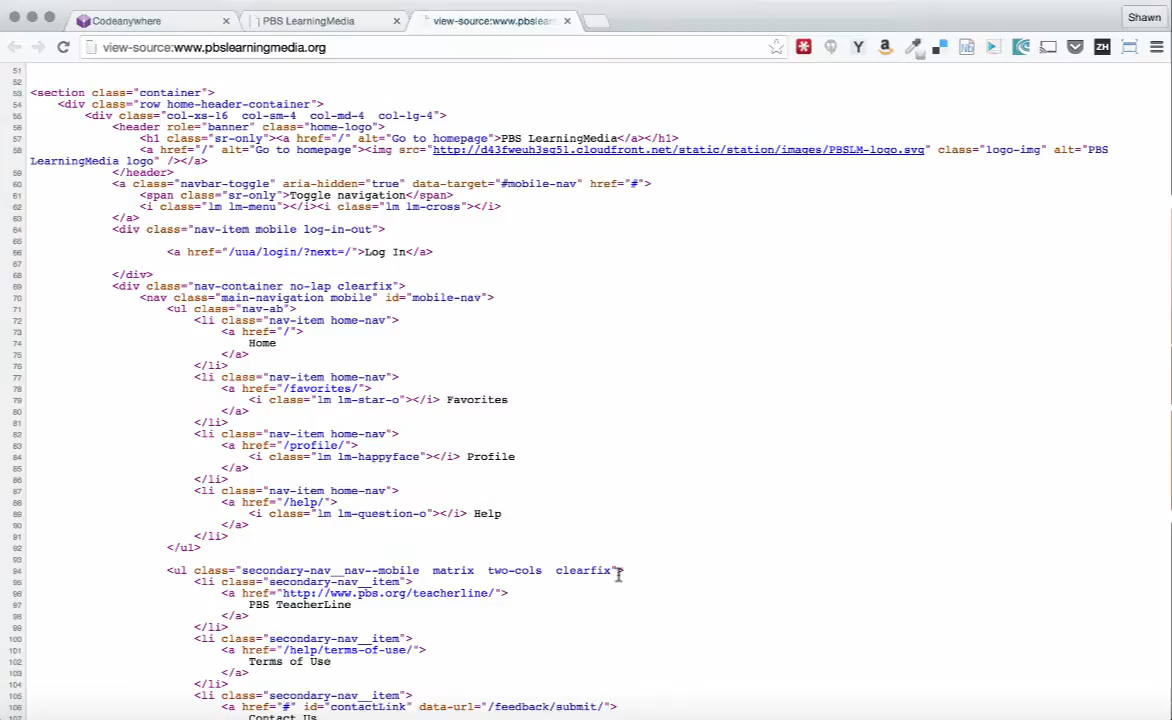 Codeanywhere
PBS LearningMedia
view-source:www.pbslearn
Shawn
view-source:www.pbslearningmedia.org
51
52
53 <section class="container">
54 <div class="row home-header-container">
55 <div class="col-xs-16 col-sm-4 col-md-4 col-lg-4">
56 <header role="banner" class="home-logo">
57 <h1 class="sr-only"><a href="/" alt="Go to homepage">PBS LearningMedia</a></h1>
58 <a href="/" alt="Go to homepage"><img src="http://d43fweuh3sg51.cloudfront.net/static/station/images/PBSLM-logo.svg" class="logo-img" alt="PBS
LearningMedia logo" /></a>
59 </header>
60 <a class="navbar-toggle" aria-hidden="true" data-target="#mobile-nav" href="#">
61 <span class="sr-only">Toggle navigation</span>
62 <i class="lm lm-menu"></i><i class="lm lm-cross"></i>
63 </a>
64 <div class="nav-item mobile log-in-out">
65
66 <a href="/uua/login/?next=/">Log In</a>
67
68 </div>
69 <div class="nav-container no-lap clearfix">
70 <nav class="main-navigation mobile" id="mobile-nav">
71 <ul class="nav-ab">
72 <li class="nav-item home-nav">
73 <a href="/">
74 Home
75 </a>
76 </li>
77 <li class="nav-item home-nav">
78 <a href="/favorites/">
79 <i class="lm lm-star-o"></i> Favorites
80 </a>
81 </li>
82 <li class="nav-item home-nav">
83 <a href="/profile/">
84 <i class="lm lm-happyface"></i> Profile
85 </a>
86 </li>
87 <li class="nav-item home-nav">
88 <a href="/help/">
89 <i class="lm lm-question-o"></i> Help
90 </a>
91 </li>
92 </ul>
93
94 <ul class="secondary-nav__nav--mobile matrix two-cols clearfix">
95 <li class="secondary-nav__item">
96 <a href="http://www.pbs.org/teacherline/">
97 PBS TeacherLine
98 </a>
99 </li>
100 <li class="secondary-nav__item">
101 <a href="/help/terms-of-use/">
102 Terms of Use
103 </a>
104 </li>
105 <li class="secondary-nav__item">
106 <a href="#" id="contactLink" data-url="/feedback/submit/">
107 Contact Us